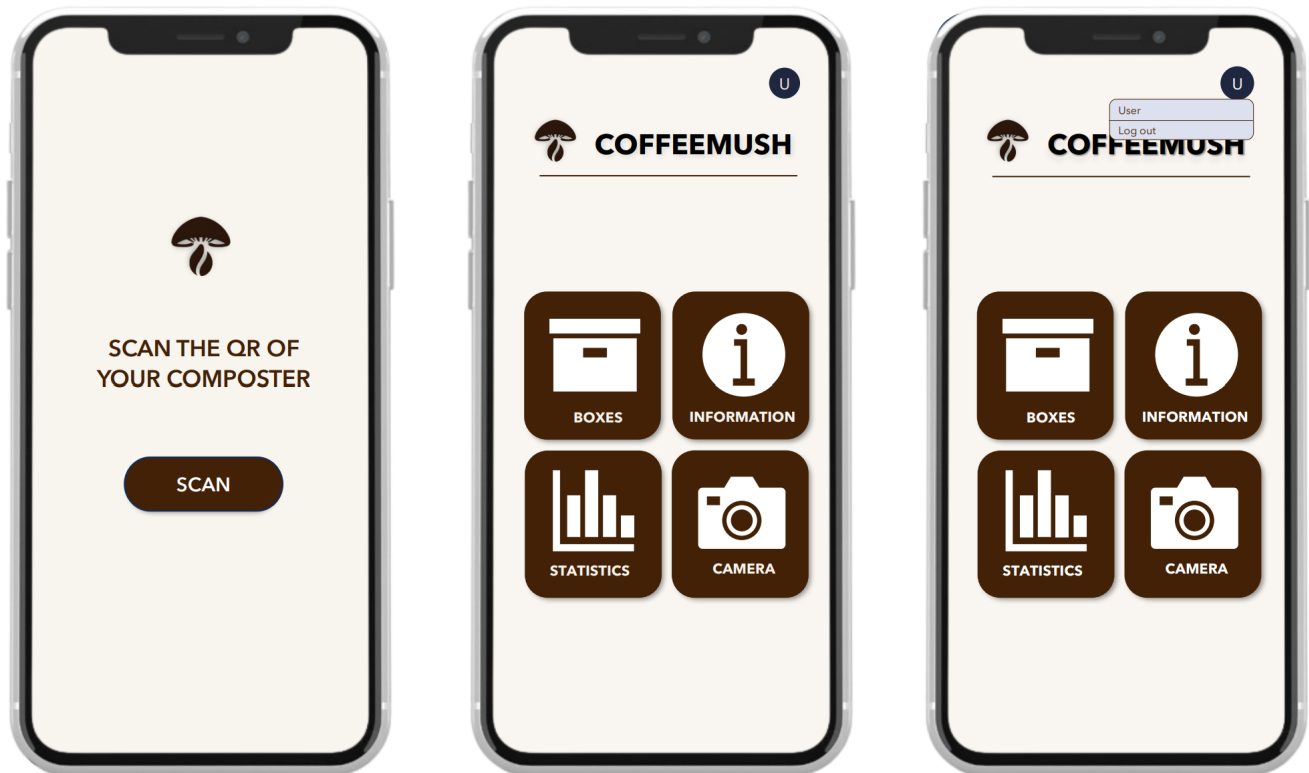 SCAN THE QR OF
YOUR COMPOSTER
SCAN
U
COFFEEMUSH
BOXES
INFORMATION
STATISTICS
CAMERA
U
User
Log out
COFFEEMUSH
BOXES
INFORMATION
STATISTICS
CAMERA